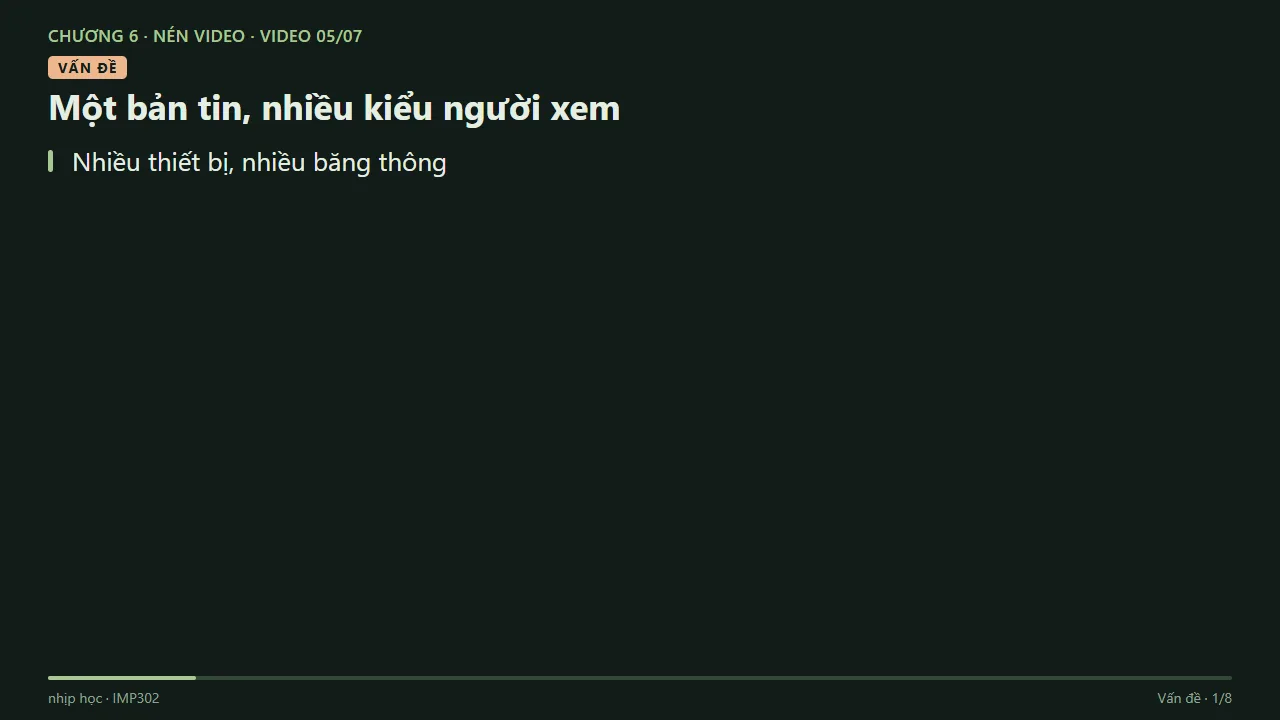 CHƯƠNG 6 · NÉN VIDEO · VIDEO 05/07
VẤN ĐỀ
Một bản tin, nhiều kiểu người xem
Nhiều thiết bị, nhiều băng thông
nhịp học · IMP302
Vấn đề · 1/8